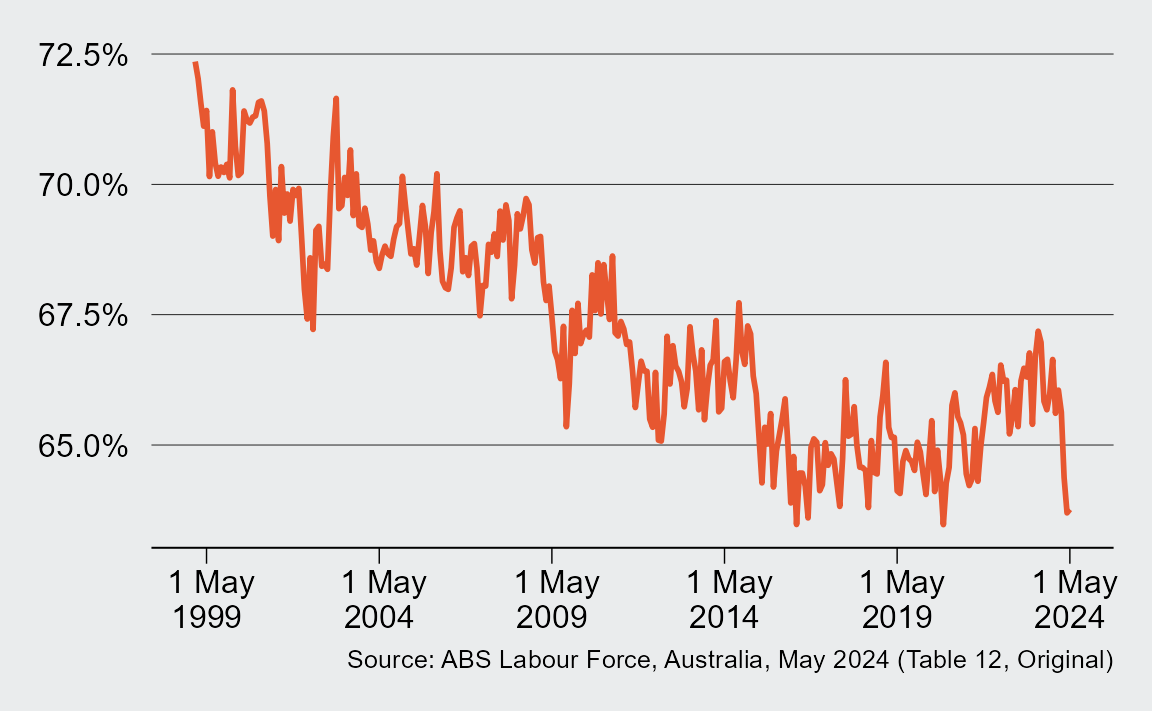 72.5%
70.0%
67.5%
65.0%
1 May 1 May 1 May 1 May 1 May 1 May
1999 2004 2009 2014 2019 2024
Source: ABS Labour Force, Australia, May 2024 (Table 12, Original)